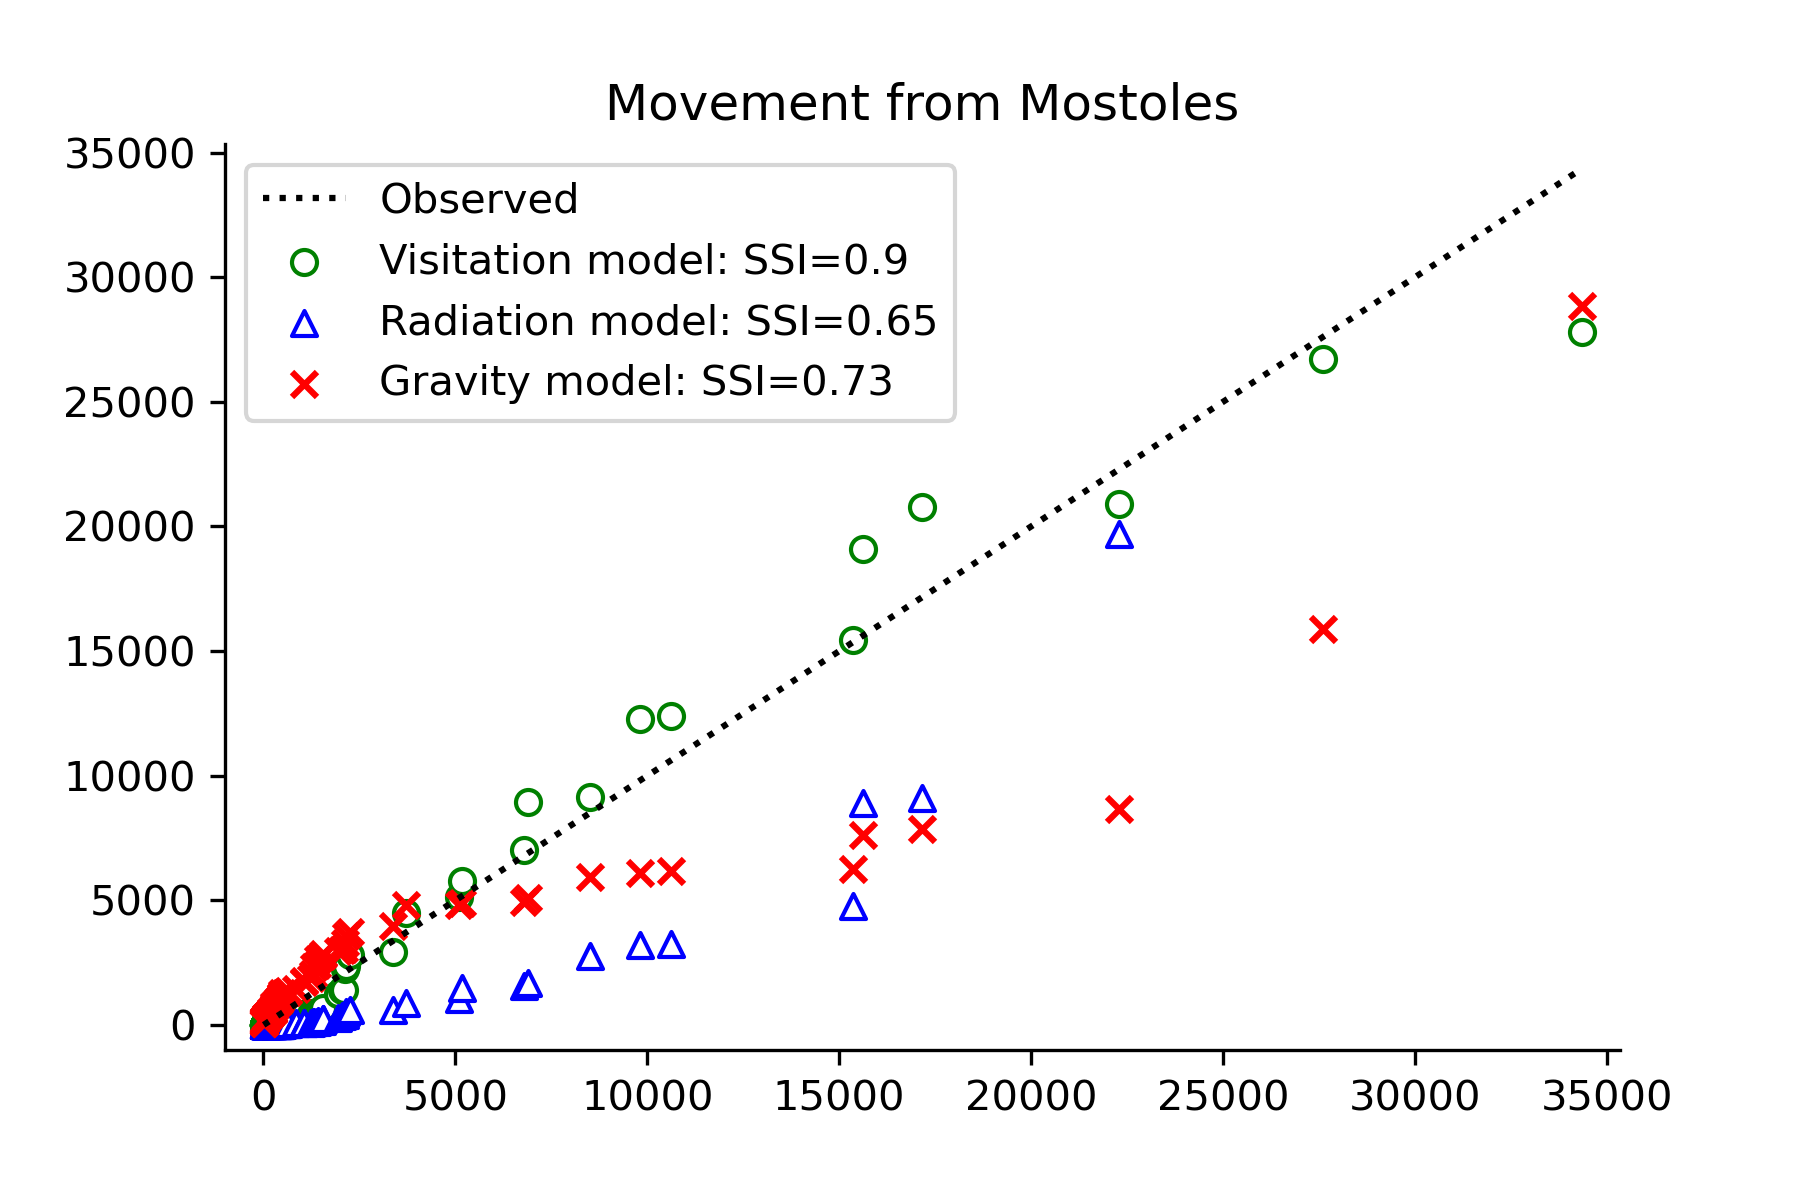 Movement from Mostoles
35000
30000
25000
20000
15000
10000
5000
0
Observed
Visitation model: SSI=0.9
Radiation model: SSI=0.65
Gravity model: SSI=0.73
0 5000 10000 15000 20000 25000 30000 35000